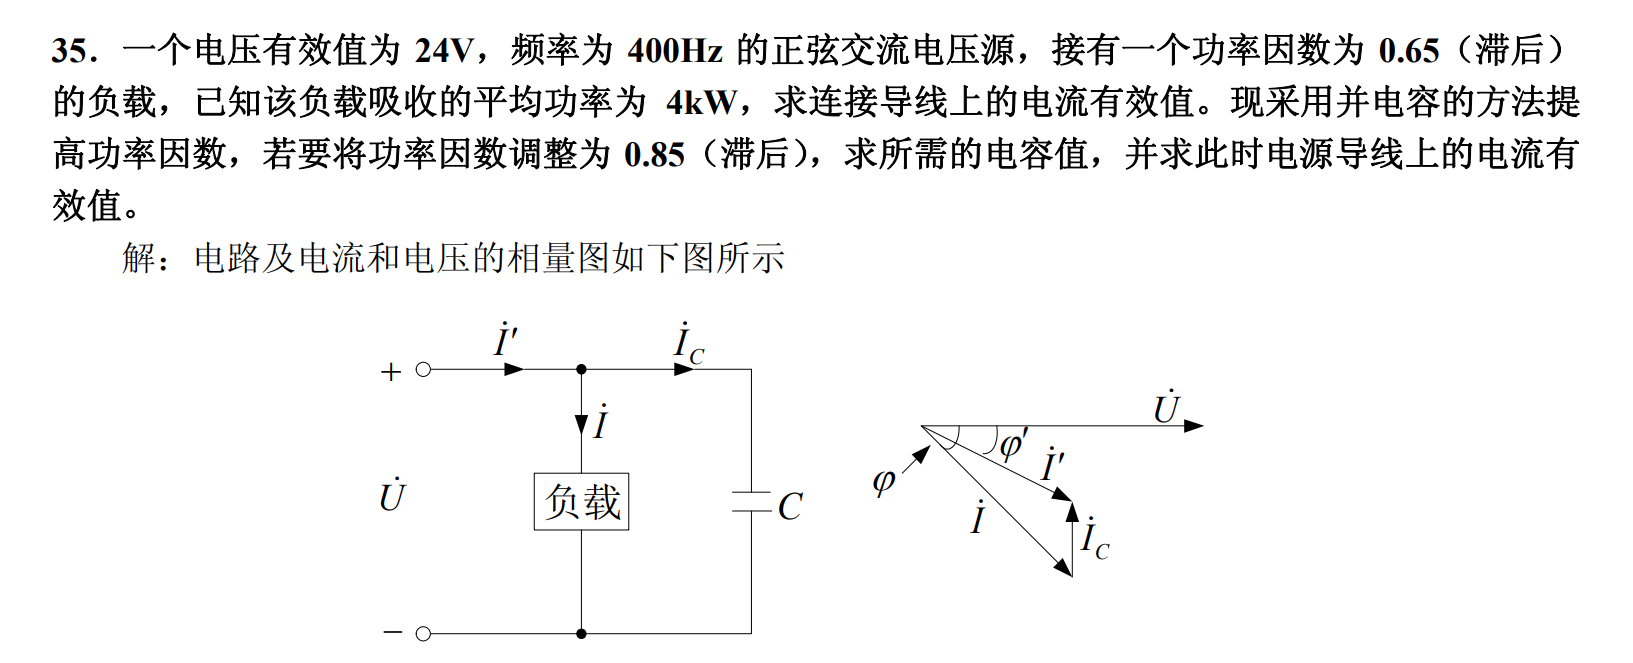 35．一个电压有效值为 24V，频率为 400Hz 的正弦交流电压源，接有一个功率因数为 0.65（滞后）
的负载，已知该负载吸收的平均功率为 4kW，求连接导线上的电流有效值。现采用并电容的方法提
高功率因数，若要将功率因数调整为 0.85（滞后），求所需的电容值，并求此时电源导线上的电流有
效值。
解：电路及电流和电压的相量图如下图所示
İ′
İ_C
+
İ
U̇
负载
C
−
U̇
φ′
İ′
φ
İ
İ_C